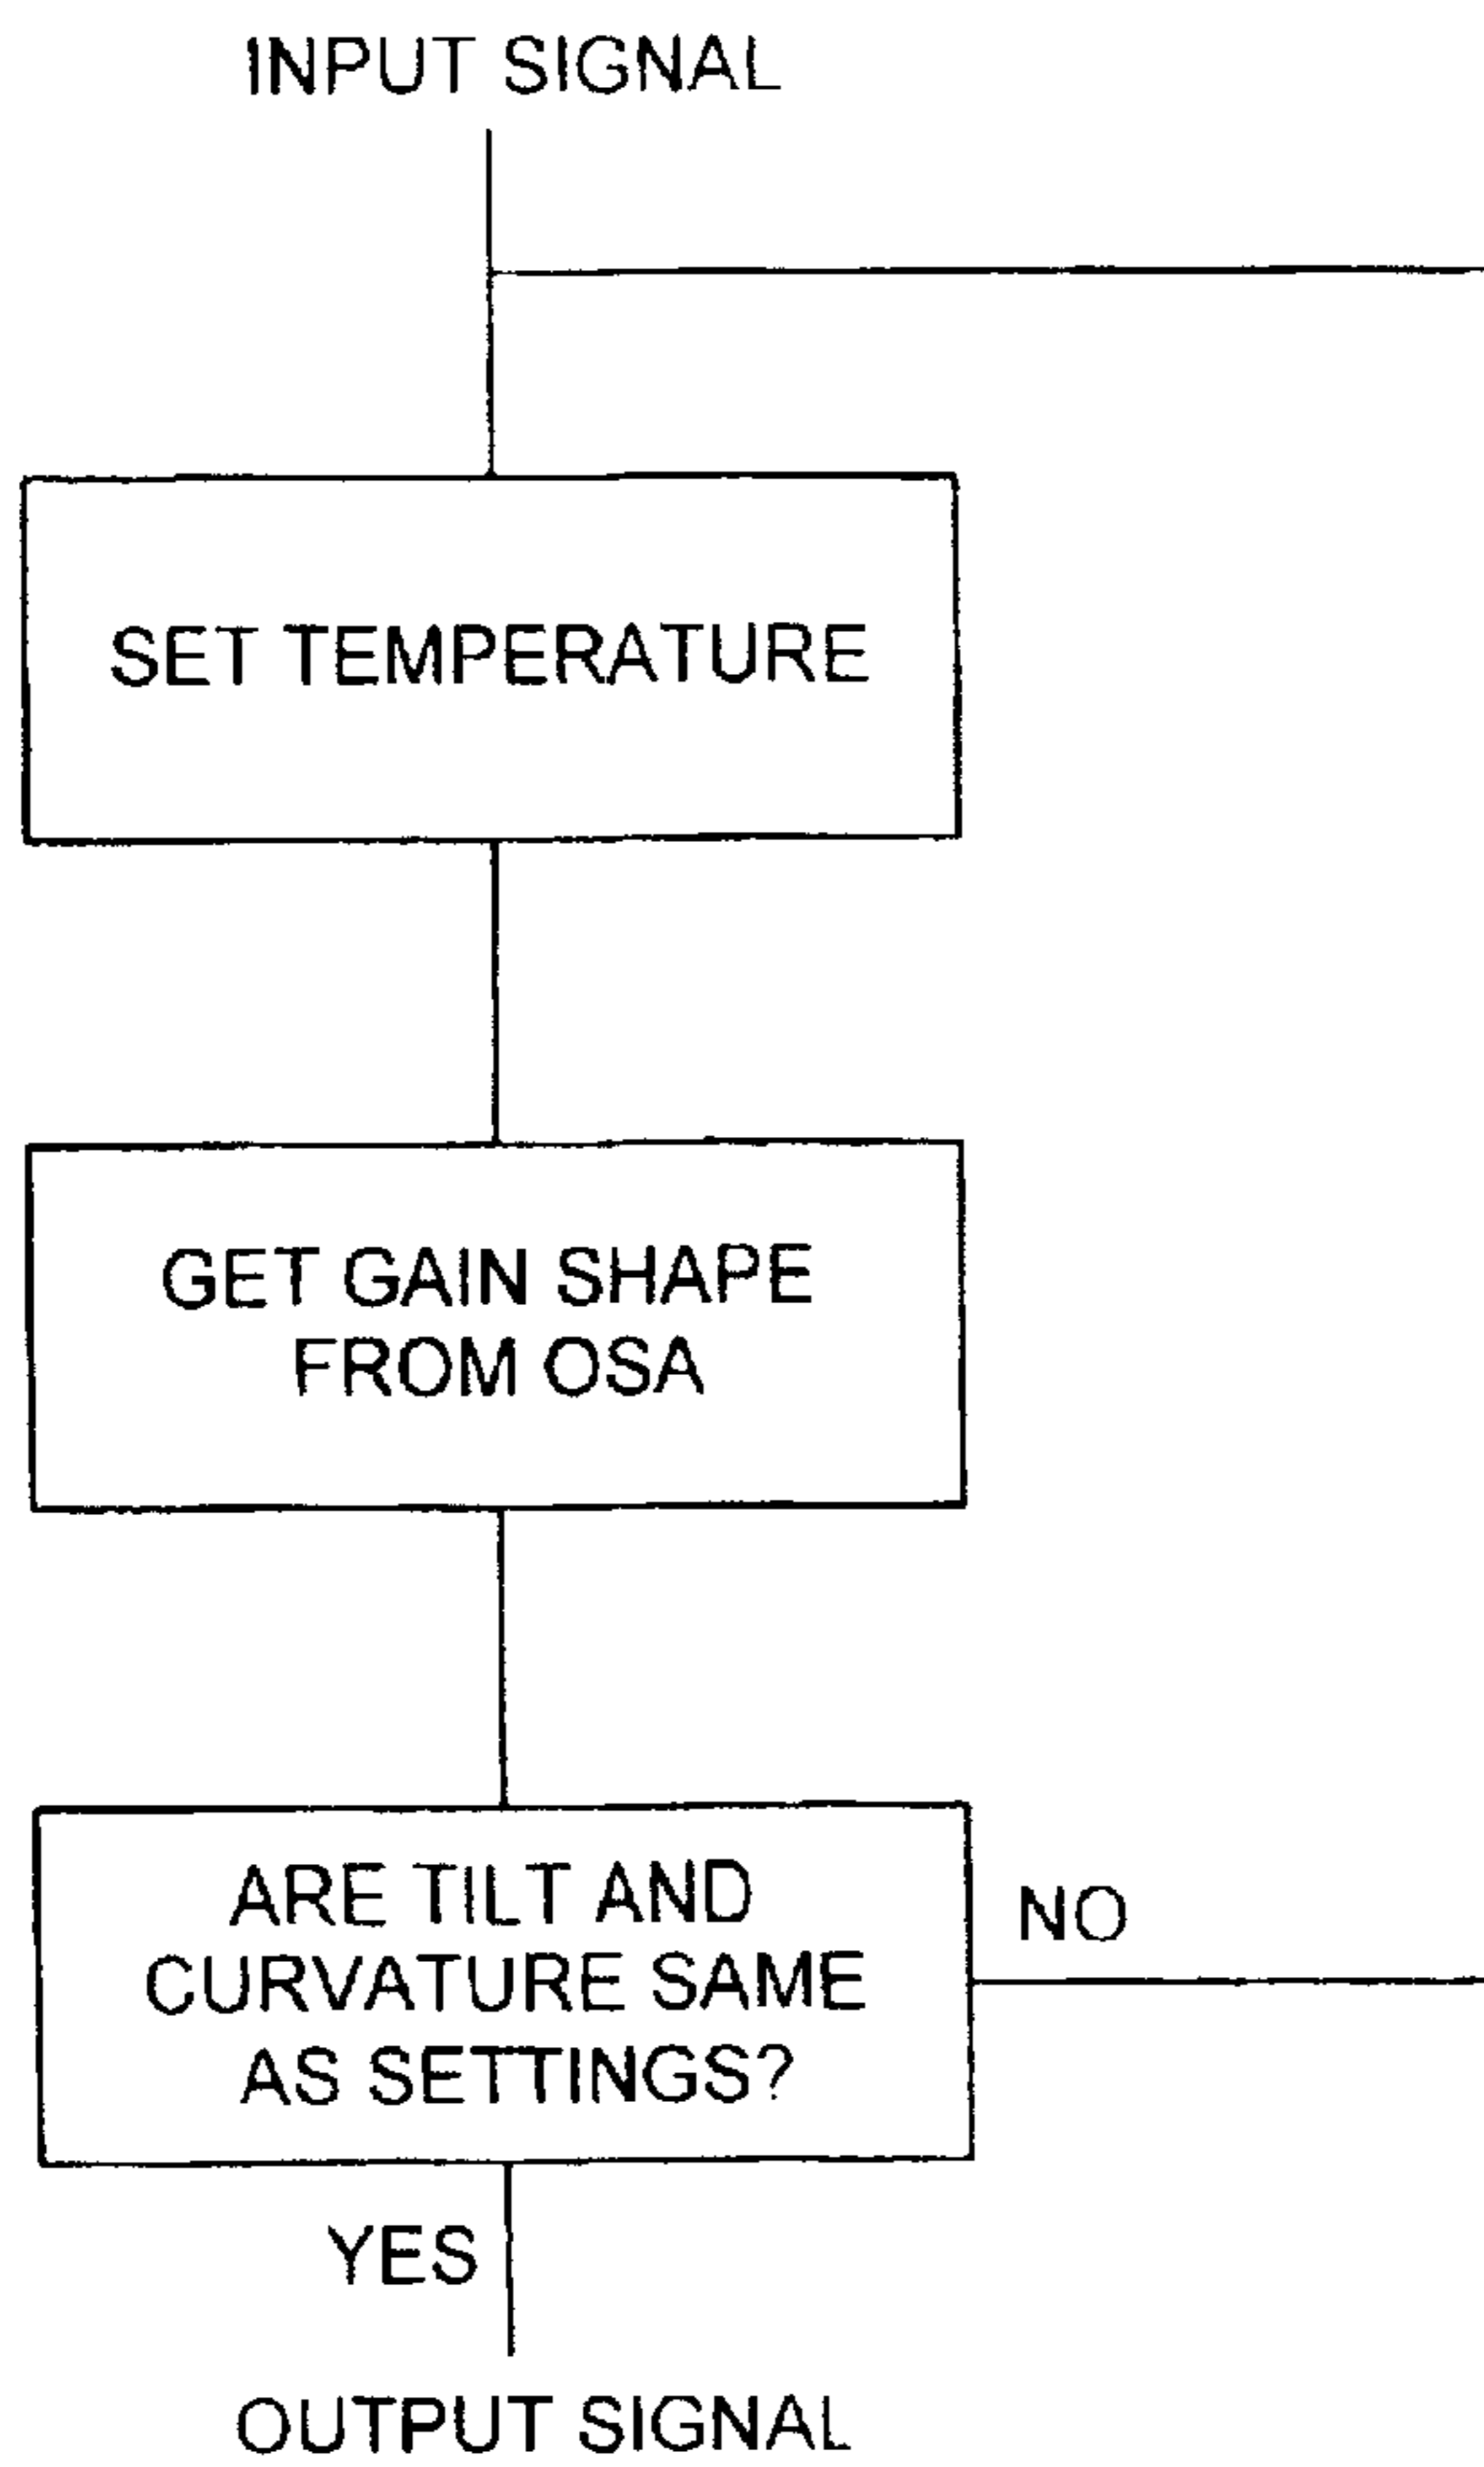 INPUT SIGNAL
SET TEMPERATURE
GET GAIN SHAPE
FROM OSA
ARE TILT AND
CURVATURE SAME
AS SETTINGS?
NO
YES
OUTPUT SIGNAL